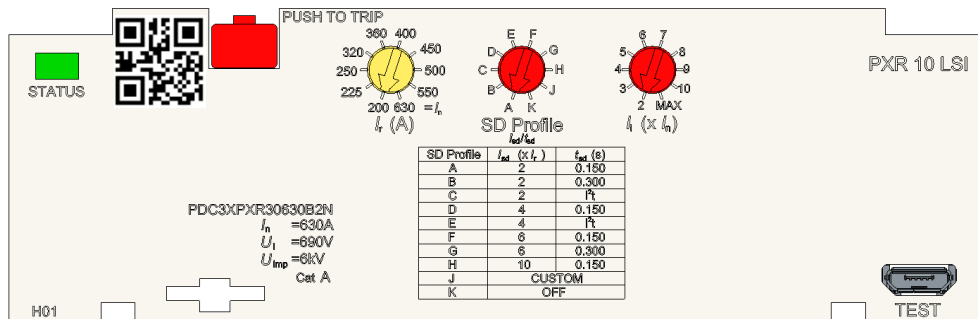 PUSH TO TRIP
STATUS
360 400
320 450
250 500
225 550
200 630 = Iₙ
Iᵣ (A)
E F
D G
C H
B J
A K
SD Profile
Isd/tsd
6 7
5 8
4 9
3 10
2 MAX
Iᵢ (x Iₙ)
PXR 10 LSI
SD Profile Isd (x Iᵣ) tsd (s)
A 2 0.150
B 2 0.300
C 2 I²t
D 4 0.150
E 4 I²t
F 6 0.150
G 6 0.300
H 10 0.150
J CUSTOM
K OFF
PDC3XPXR30630B2N
Iₙ =630A
Uᵢ =690V
Uimp =6kV
Cat A
H01
TEST